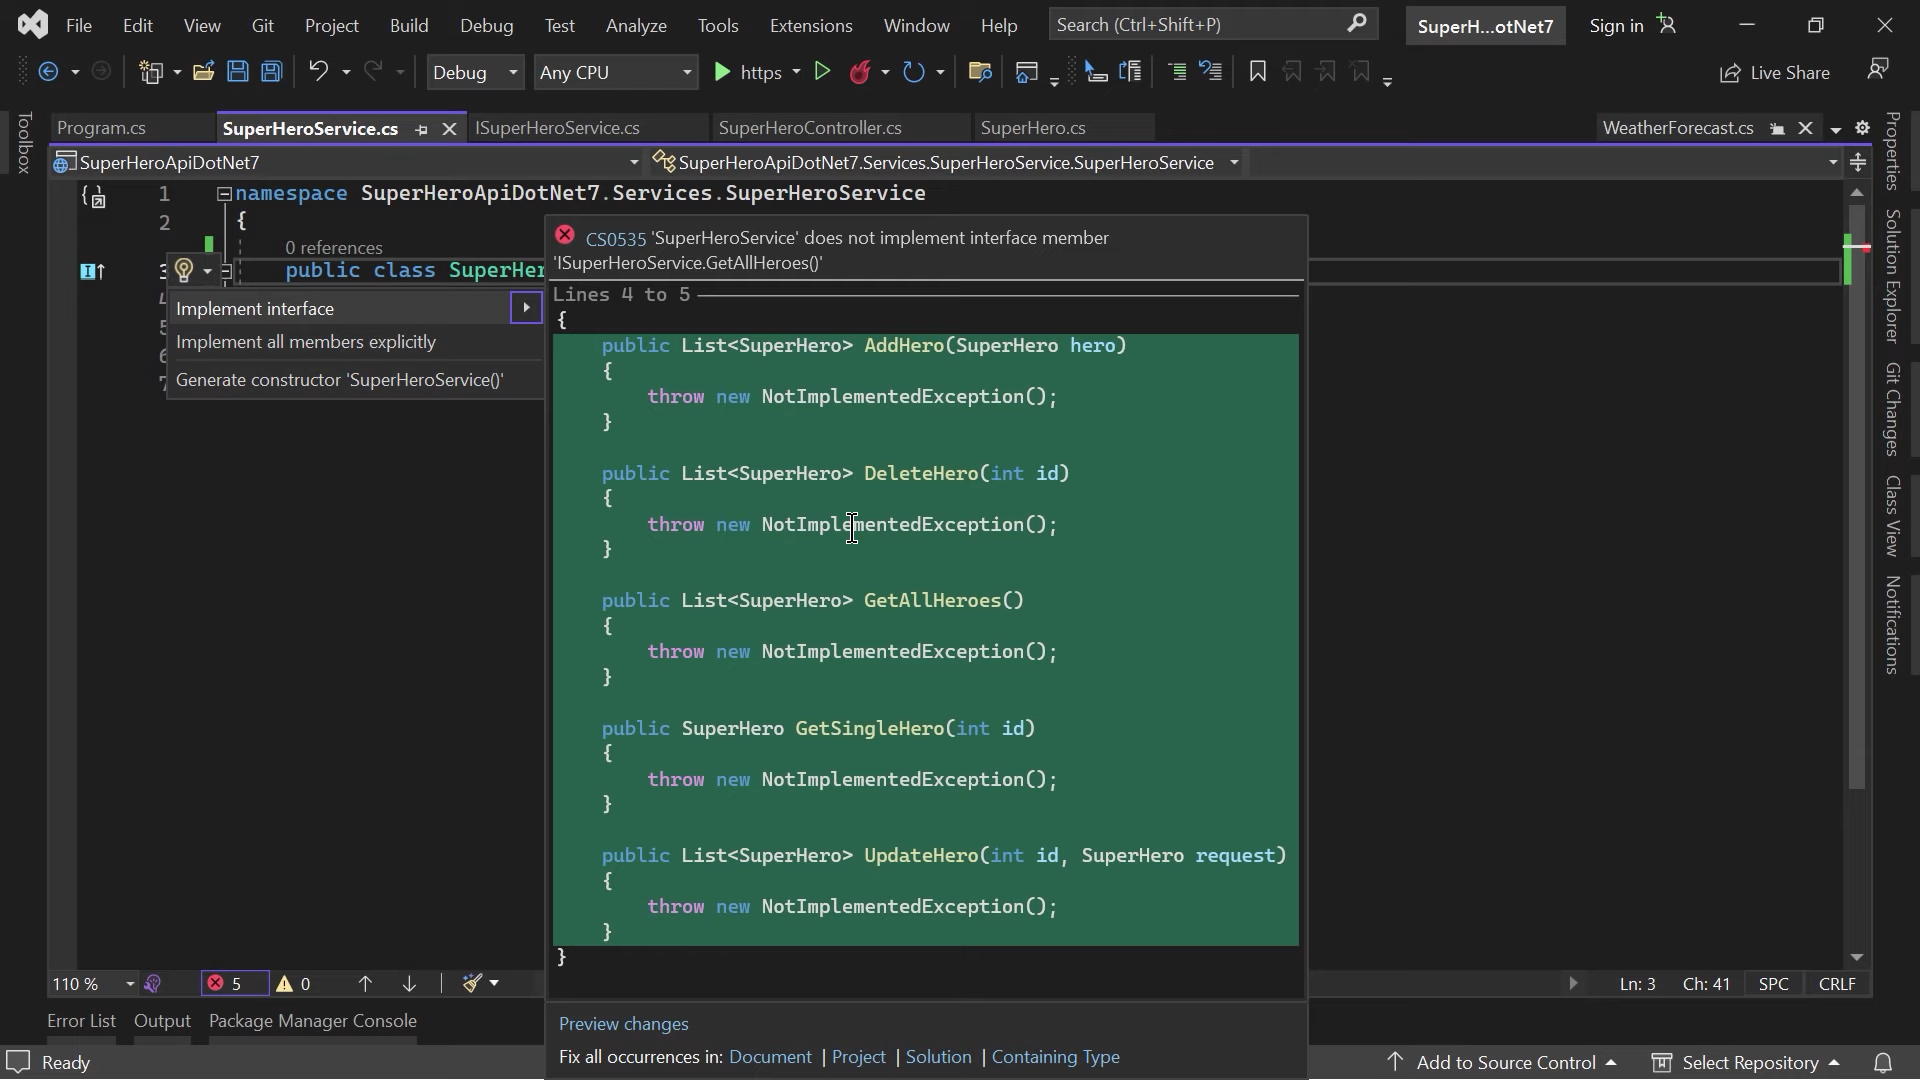 File Edit View Git Project Build Debug Test Analyze Tools Extensions Window Help Search (Ctrl+Shift+P) SuperH...otNet7 Sign in
Debug Any CPU https Live Share
Toolbox
Program.cs SuperHeroService.cs ISuperHeroService.cs SuperHeroController.cs SuperHero.cs WeatherForecast.cs
SuperHeroApiDotNet7 SuperHeroApiDotNet7.Services.SuperHeroService.SuperHeroService
1 namespace SuperHeroApiDotNet7.Services.SuperHeroService
2 {
0 references
3 public class SuperHer
Implement interface
Implement all members explicitly
Generate constructor 'SuperHeroService()'
CS0535 'SuperHeroService' does not implement interface member
'ISuperHeroService.GetAllHeroes()'
Lines 4 to 5
{
public List<SuperHero> AddHero(SuperHero hero)
{
throw new NotImplementedException();
}
public List<SuperHero> DeleteHero(int id)
{
throw new NotImplementedException();
}
public List<SuperHero> GetAllHeroes()
{
throw new NotImplementedException();
}
public SuperHero GetSingleHero(int id)
{
throw new NotImplementedException();
}
public List<SuperHero> UpdateHero(int id, SuperHero request)
{
throw new NotImplementedException();
}
}
Preview changes
Fix all occurrences in: Document | Project | Solution | Containing Type
Properties
Solution Explorer
Git Changes
Class View
Notifications
110 % 5 0 Ln: 3 Ch: 41 SPC CRLF
Error List Output Package Manager Console
Ready Add to Source Control Select Repository